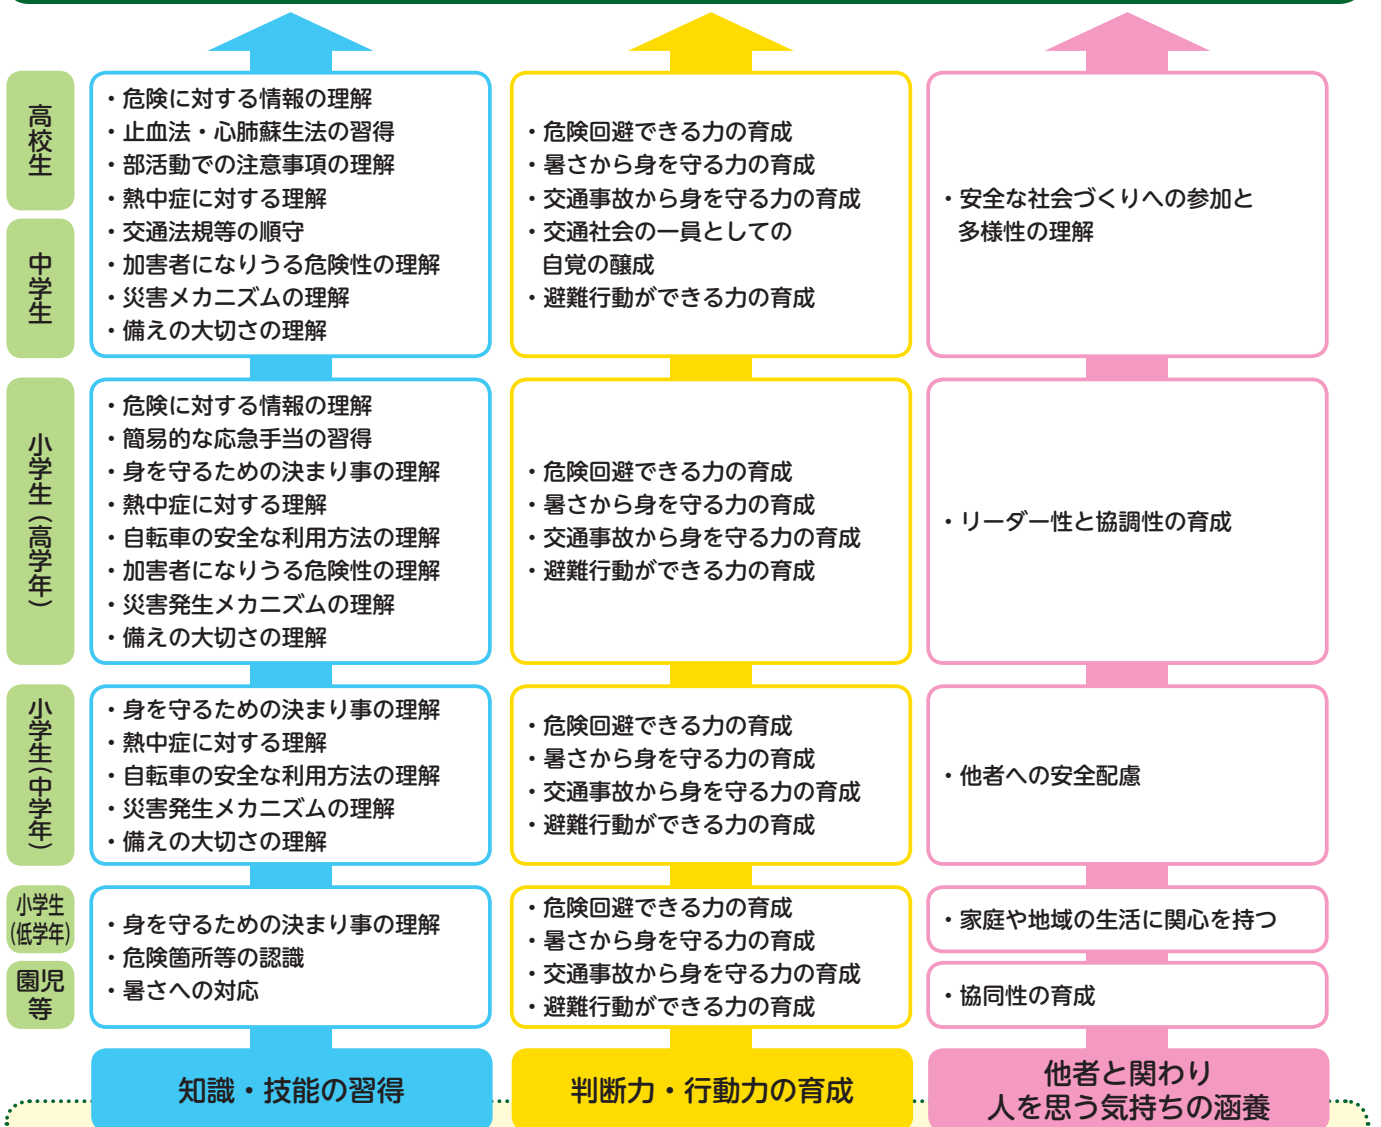 高校生
・危険に対する情報の理解
・止血法・心肺蘇生法の習得
・部活動での注意事項の理解
・熱中症に対する理解
・交通法規等の順守
・加害者になりうる危険性の理解
・災害メカニズムの理解
・備えの大切さの理解
・危険回避できる力の育成
・暑さから身を守る力の育成
・交通事故から身を守る力の育成
・交通社会の一員としての
自覚の醸成
・避難行動ができる力の育成
・安全な社会づくりへの参加と
多様性の理解
中学生
小学生(高学年)
・危険に対する情報の理解
・簡易的な応急手当の習得
・身を守るための決まり事の理解
・熱中症に対する理解
・自転車の安全な利用方法の理解
・加害者になりうる危険性の理解
・災害発生メカニズムの理解
・備えの大切さの理解
・危険回避できる力の育成
・暑さから身を守る力の育成
・交通事故から身を守る力の育成
・避難行動ができる力の育成
・リーダー性と協調性の育成
小学生(中学年)
・身を守るための決まり事の理解
・熱中症に対する理解
・自転車の安全な利用方法の理解
・災害発生メカニズムの理解
・備えの大切さの理解
・危険回避できる力の育成
・暑さから身を守る力の育成
・交通事故から身を守る力の育成
・避難行動ができる力の育成
・他者への安全配慮
小学生
(低学年)
・身を守るための決まり事の理解
・危険箇所等の認識
・暑さへの対応
・危険回避できる力の育成
・暑さから身を守る力の育成
・交通事故から身を守る力の育成
・避難行動ができる力の育成
・家庭や地域の生活に関心を持つ
園児
等
・協同性の育成
知識・技能の習得
判断力・行動力の育成
他者と関わり
人を思う気持ちの涵養